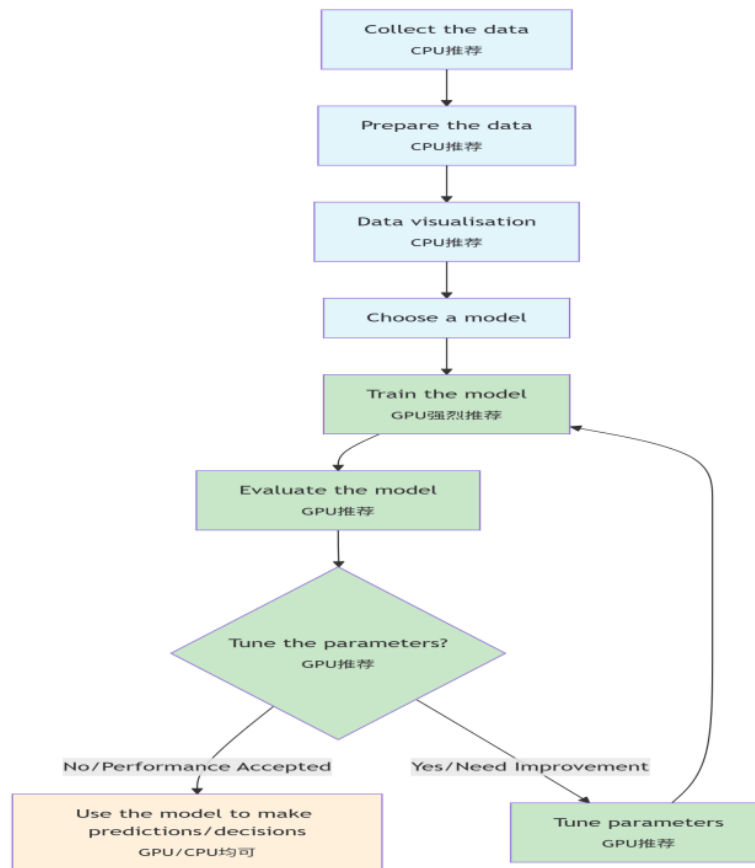 Collect the data
CPU推荐
Prepare the data
CPU推荐
Data visualisation
CPU推荐
Choose a model
Train the model
GPU强烈推荐
Evaluate the model
GPU推荐
Tune the parameters?
GPU推荐
No/Performance Accepted
Yes/Need Improvement
Use the model to make
predictions/decisions
GPU/CPU均可
Tune parameters
GPU推荐